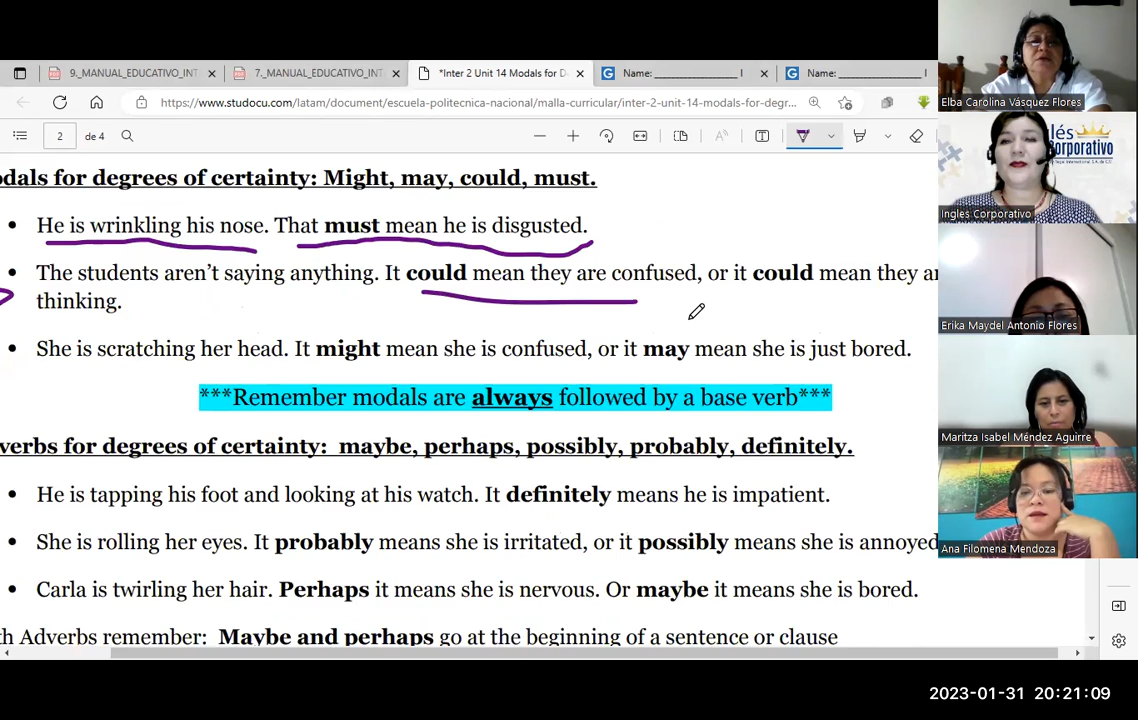 9._MANUAL_EDUCATIVO_INT
7._MANUAL_EDUCATIVO_INT
*Inter 2 Unit 14 Modals for D
Name: ______________ I
Name: ______________ I
https://www.studocu.com/latam/document/escuela-politecnica-nacional/malla-curricular/inter-2-unit-14-modals-for-degr...
2 de 4
odals for degrees of certainty: Might, may, could, must.
• He is wrinkling his nose. That must mean he is disgusted.
• The students aren't saying anything. It could mean they are confused, or it could mean they ar
thinking.
• She is scratching her head. It might mean she is confused, or it may mean she is just bored.
***Remember modals are always followed by a base verb***
verbs for degrees of certainty: maybe, perhaps, possibly, probably, definitely.
• He is tapping his foot and looking at his watch. It definitely means he is impatient.
• She is rolling her eyes. It probably means she is irritated, or it possibly means she is annoyed
• Carla is twirling her hair. Perhaps it means she is nervous. Or maybe it means she is bored.
th Adverbs remember: Maybe and perhaps go at the beginning of a sentence or clause
Elba Carolina Vásquez Flores
Inglés Corporativo
Inglés Corporativo
Erika Maydel Antonio Flores
Maritza Isabel Méndez Aguirre
Ana Filomena Mendoza
2023-01-31 20:21:09